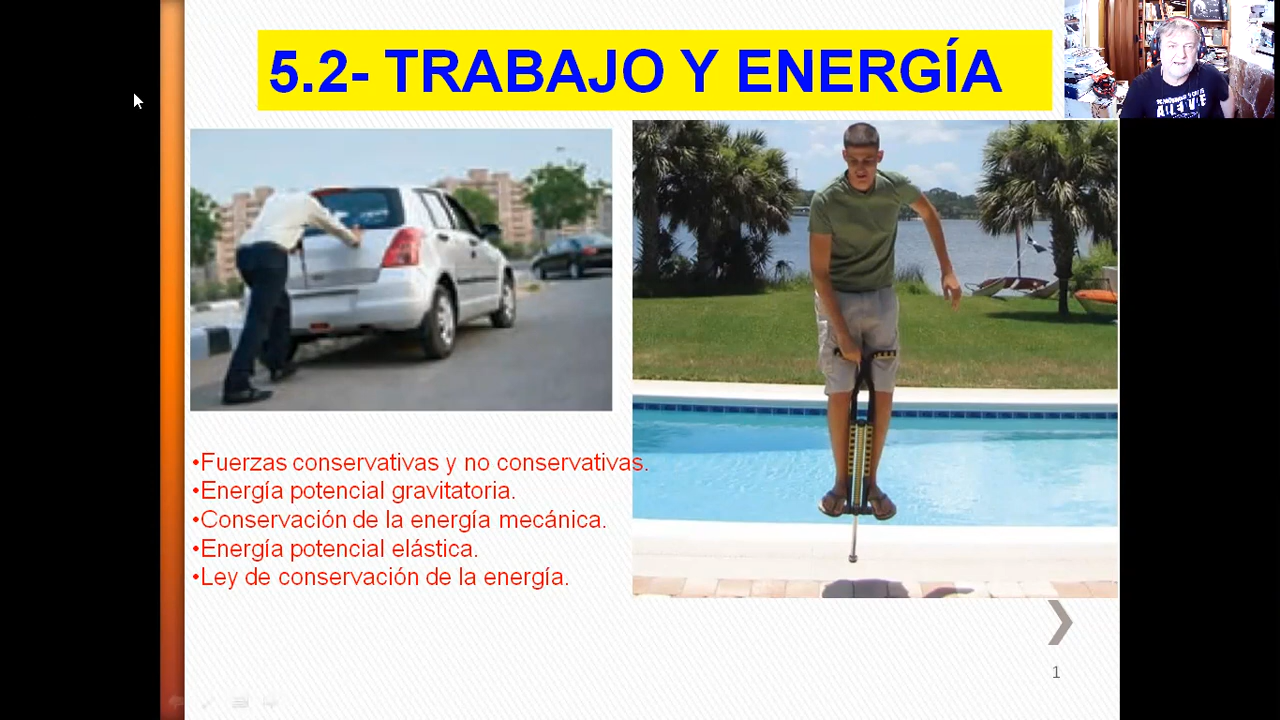 5.2- TRABAJO Y ENERGÍA
•Fuerzas conservativas y no conservativas.
•Energía potencial gravitatoria.
•Conservación de la energía mecánica.
•Energía potencial elástica.
•Ley de conservación de la energía.
1